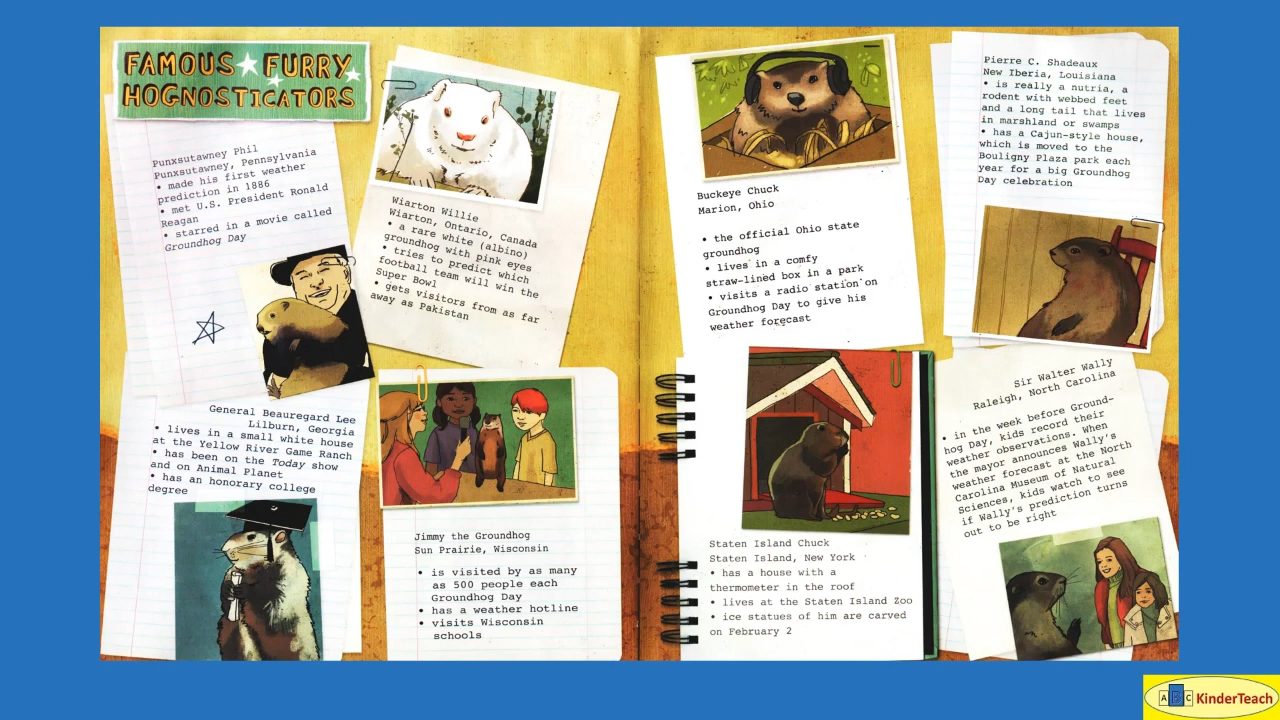 FAMOUS FURRY
HOGNOSTICATORS
Punxsutawney Phil
Punxsutawney, Pennsylvania
• made his first weather
prediction in 1886
• met U.S. President Ronald
Reagan
• starred in a movie called
Groundhog Day
Wiarton Willie
Wiarton, Ontario, Canada
• a rare white (albino)
groundhog with pink eyes
• tries to predict which
football team will win the
Super Bowl
• gets visitors from as far
away as Pakistan
General Beauregard Lee
Lilburn, Georgia
• lives in a small white house
at the Yellow River Game Ranch
• has been on the Today show
and on Animal Planet
• has an honorary college
degree
Jimmy the Groundhog
Sun Prairie, Wisconsin
• is visited by as many
as 500 people each
Groundhog Day
• has a weather hotline
• visits Wisconsin
schools
Buckeye Chuck
Marion, Ohio
• the official Ohio state
groundhog
• lives in a comfy
straw-lined box in a park
• visits a radio station on
Groundhog Day to give his
weather forecast
Pierre C. Shadeaux
New Iberia, Louisiana
• is really a nutria, a
rodent with webbed feet
and a long tail that lives
in marshland or swamps
• has a Cajun-style house,
which is moved to the
Bouligny Plaza park each
year for a big Groundhog
Day celebration
Staten Island Chuck
Staten Island, New York
• has a house with a
thermometer in the roof
• lives at the Staten Island Zoo
• ice statues of him are carved
on February 2
Sir Walter Wally
Raleigh, North Carolina
• in the week before Ground-
hog Day, kids record their
weather observations. When
the mayor announces Wally's
weather forecast at the North
Carolina Museum of Natural
Sciences, kids watch to see
if Wally's prediction turns
out to be right
A B C KinderTeach